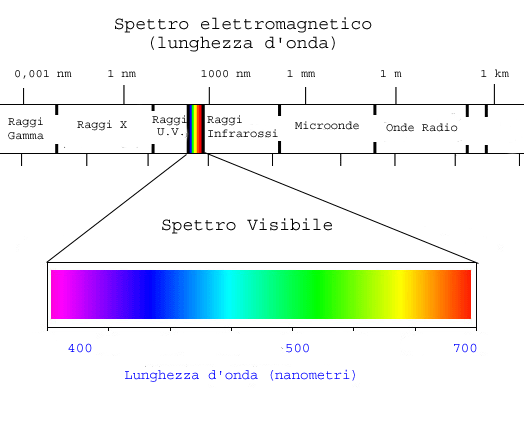 Spettro elettromagnetico
(lunghezza d'onda)
0,001 nm 1 nm 1000 nm 1 mm 1 m 1 km
Raggi
Gamma
Raggi X
Raggi
U.V.
Raggi
Infrarossi
Microonde
Onde Radio
Spettro Visibile
400 500 700
Lunghezza d'onda (nanometri)